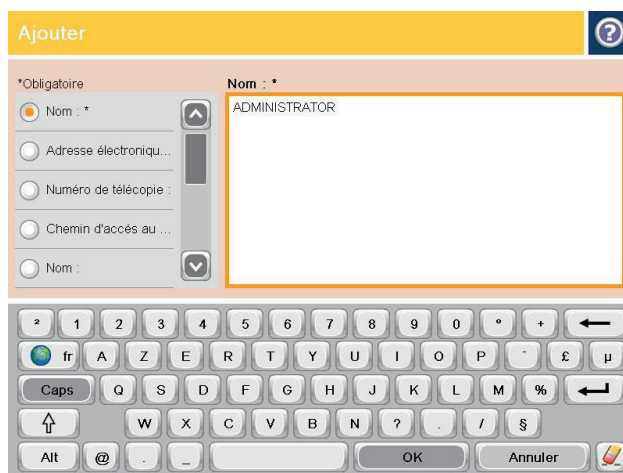 Ajouter
?
*Obligatoire
Nom : *
Nom : *
ADMINISTRATOR
Adresse électroniqu...
Numéro de télécopie :
Chemin d'accès au ...
Nom :
² 1 2 3 4 5 6 7 8 9 0 ° +
fr A Z E R T Y U I O P ¨ £ µ
Caps Q S D F G H J K L M %
W X C V B N ? . / §
Alt @ . _ OK Annuler